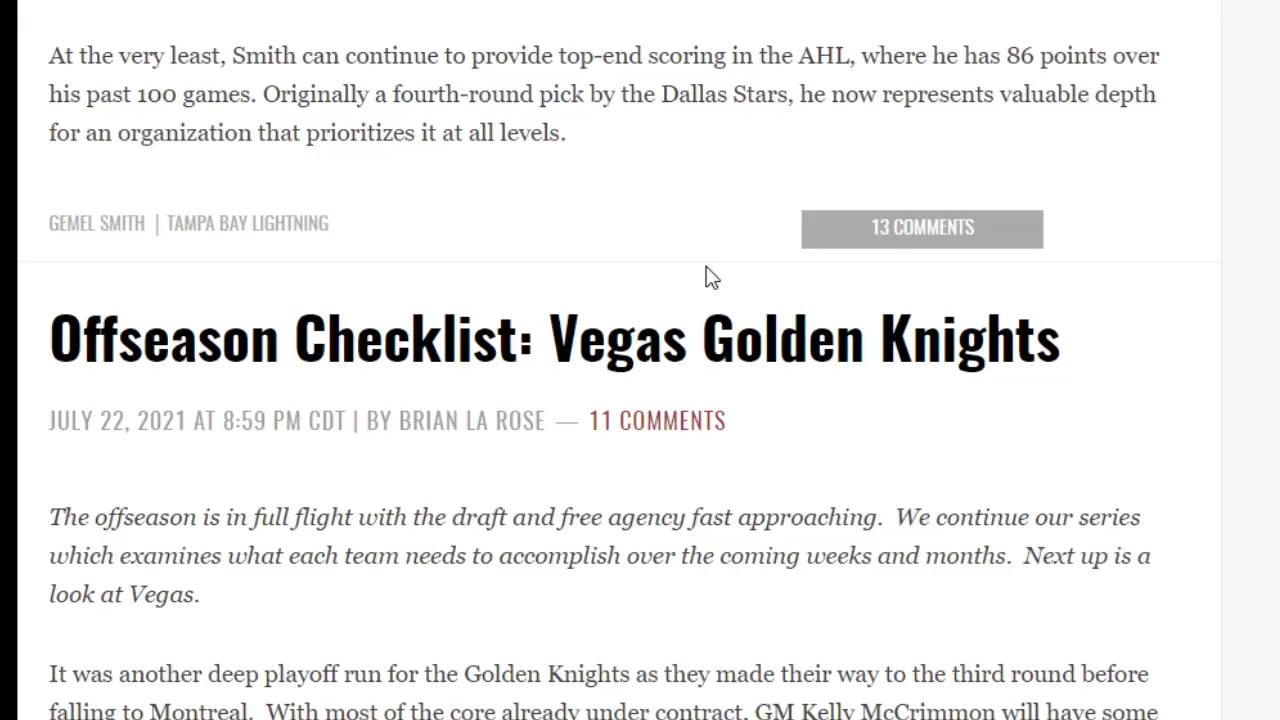 At the very least, Smith can continue to provide top-end scoring in the AHL, where he has 86 points over
his past 100 games. Originally a fourth-round pick by the Dallas Stars, he now represents valuable depth
for an organization that prioritizes it at all levels.
GEMEL SMITH | TAMPA BAY LIGHTNING
13 COMMENTS
Offseason Checklist: Vegas Golden Knights
JULY 22, 2021 AT 8:59 PM CDT | BY BRIAN LA ROSE — 11 COMMENTS
The offseason is in full flight with the draft and free agency fast approaching.  We continue our series
which examines what each team needs to accomplish over the coming weeks and months.  Next up is a
look at Vegas.
It was another deep playoff run for the Golden Knights as they made their way to the third round before
falling to Montreal.  With most of the core already under contract, GM Kelly McCrimmon will have some